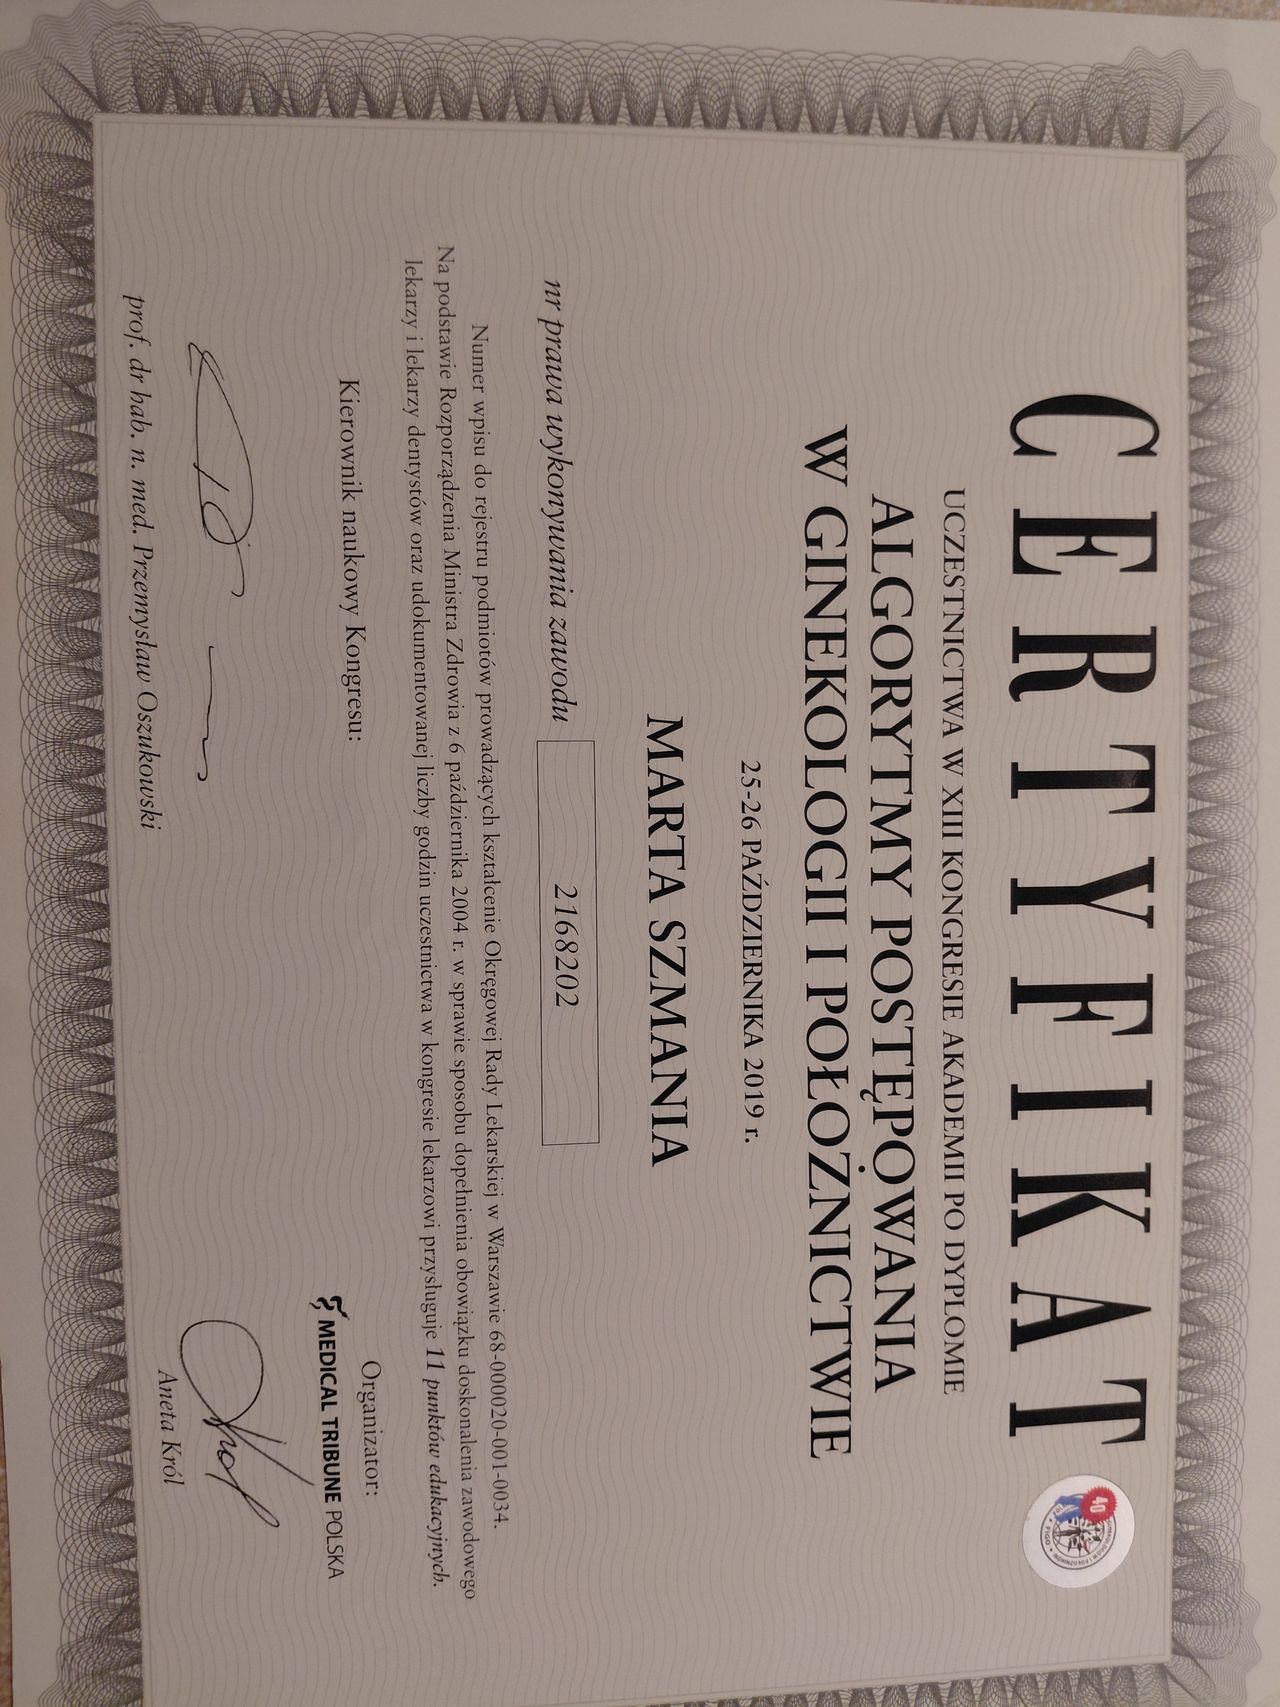 CERTYFIKAT
UCZESTNICTWA W XIII KONGRESIE AKADEMII PO DYPLOMIE
ALGORYTMY POSTĘPOWANIA
W GINEKOLOGII I POŁOŻNICTWIE
25-26 PAŹDZIERNIKA 2019 r.
MARTA SZMANIA
nr prawa wykonywania zawodu 2168202
Numer wpisu do rejestru podmiotów prowadzących kształcenie Okręgowej Rady Lekarskiej w Warszawie 68-000020-001-0034.
Na podstawie Rozporządzenia Ministra Zdrowia z 6 października 2004 r. w sprawie sposobu dopełnienia obowiązku doskonalenia zawodowego
lekarzy i lekarzy dentystów oraz udokumentowanej liczby godzin uczestnictwa w kongresie lekarzowi przysługuje 11 punktów edukacyjnych.
Kierownik naukowy Kongresu:
prof. dr hab. n. med. Przemysław Oszukowski
Organizator:
MEDICAL TRIBUNE POLSKA
Aneta Król
40
FIGO